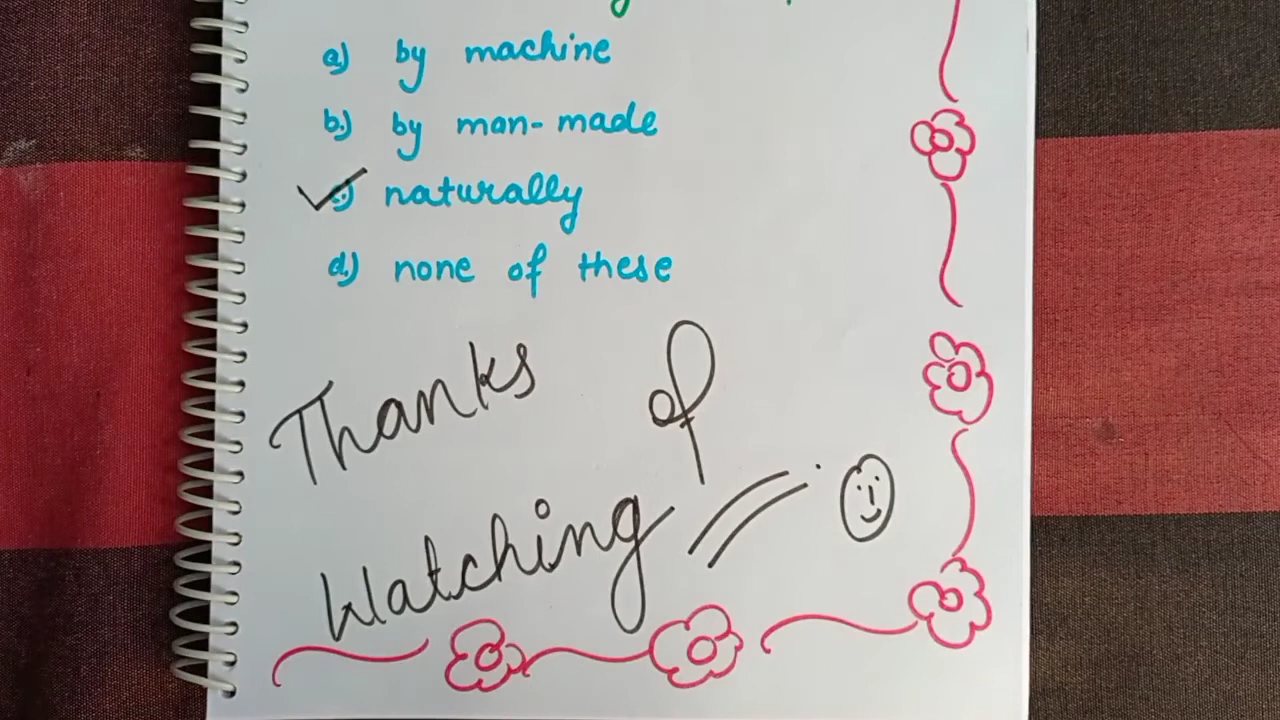 a.) by machine
b.) by man-made
c.) naturally
d.) none of these
Thanks of
Watching